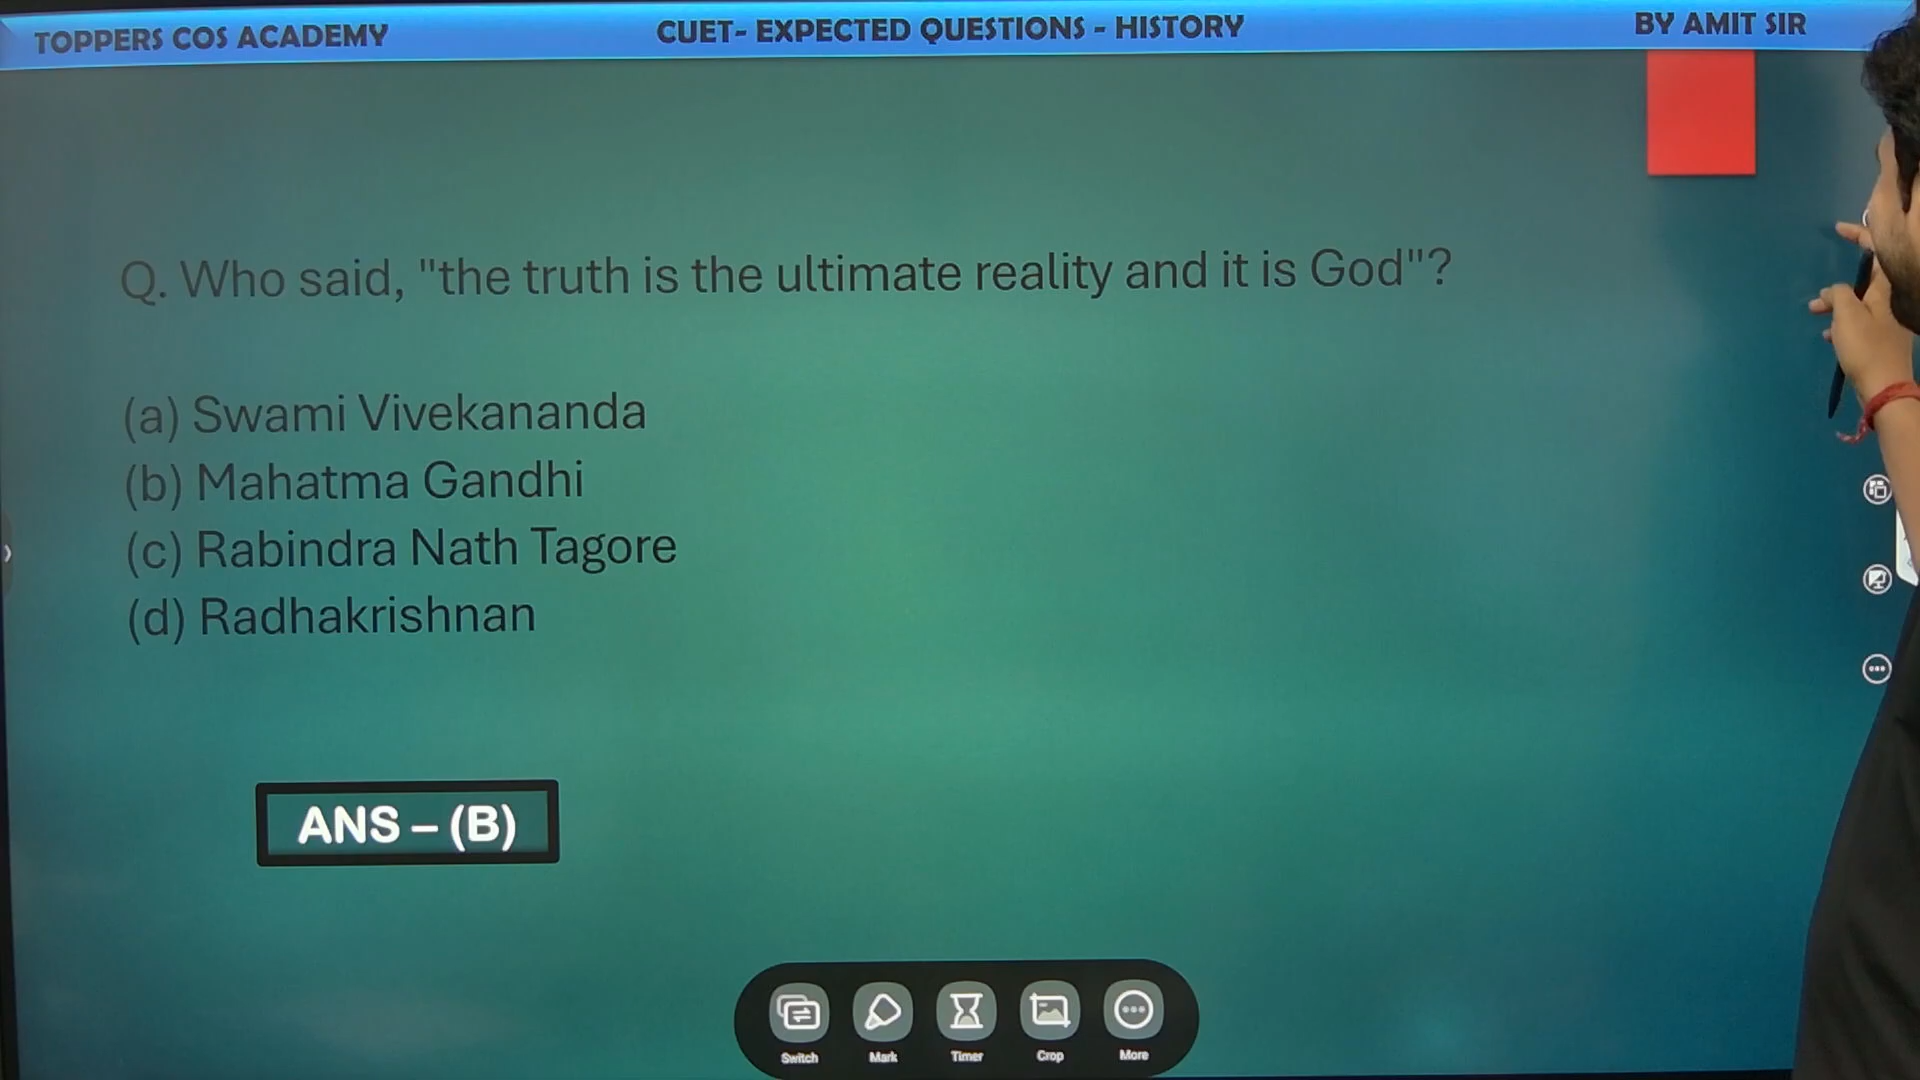 TOPPERS COS ACADEMY
CUET- EXPECTED QUESTIONS - HISTORY
BY AMIT SIR
Q. Who said, "the truth is the ultimate reality and it is God"?
(a) Swami Vivekananda
(b) Mahatma Gandhi
(c) Rabindra Nath Tagore
(d) Radhakrishnan
ANS – (B)
Switch
Mark
Timer
Crop
More